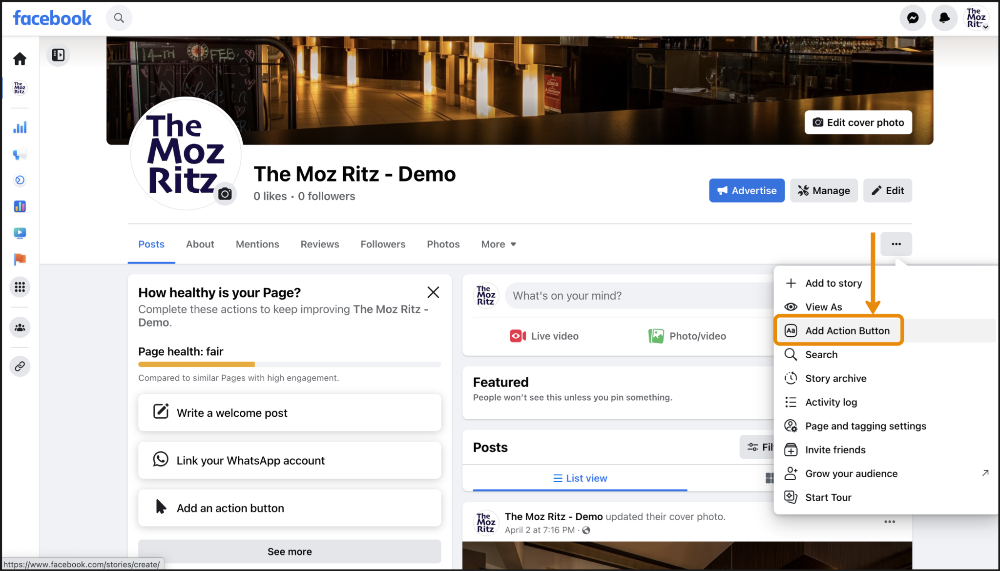 facebook
The
Moz
Ritz
The
Moz
Ritz
14-TH FEB
Love in
Edit cover photo
The
Moz
Ritz
The Moz Ritz - Demo
0 likes · 0 followers
Advertise
Manage
Edit
Posts
About
Mentions
Reviews
Followers
Photos
More
How healthy is your Page?
Complete these actions to keep improving The Moz Ritz -
Demo.
Page health: fair
Compared to similar Pages with high engagement.
Write a welcome post
Link your WhatsApp account
Add an action button
See more
The
Moz
Ritz
What's on your mind?
Live video
Photo/video
Featured
People won't see this unless you pin something.
Posts
Fil
List view
The
Moz
Ritz
The Moz Ritz - Demo updated their cover photo.
April 2 at 7:16 PM ·
Add to story
View As
Aa
Add Action Button
Search
Story archive
Activity log
Page and tagging settings
Invite friends
Grow your audience
Start Tour
https://www.facebook.com/stories/create/